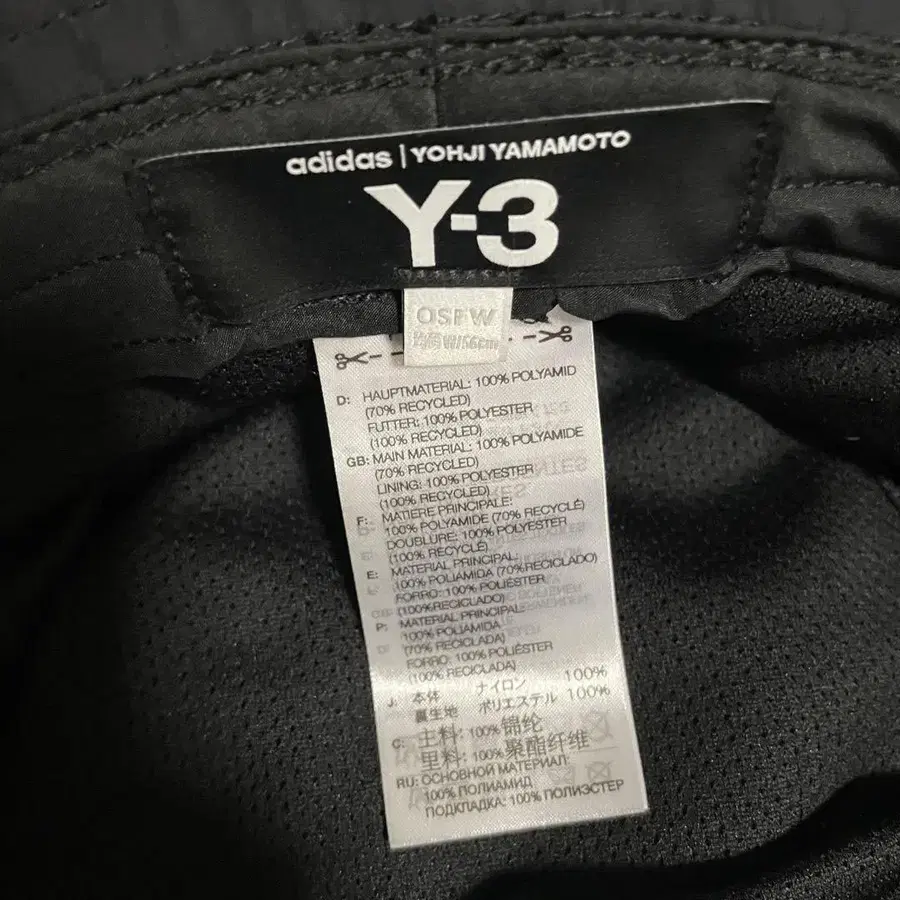 adidas | YOHJI YAMAMOTO
Y-3
OSFW
W/56cm
D: HAUPTMATERIAL: 100% POLYAMID
(70% RECYCLED)
FUTTER: 100% POLYESTER
(100% RECYCLED)
GB: MAIN MATERIAL: 100% POLYAMIDE
(70% RECYCLED)
LINING: 100% POLYESTER
(100% RECYCLED)
F: MATIERE PRINCIPALE:
100% POLYAMIDE (70% RECYCLÉ)
DOUBLURE: 100% POLYESTER
(100% RECYCLÉ)
E: MATERIAL PRINCIPAL:
100% POLIAMIDA (70%RECICLADO)
FORRO: 100% POLIÉSTER
(100%RECICLADO)
P: MATERIAL PRINCIPAL:
100% POLIAMIDA
(70% RECICLADA)
FORRO: 100% POLIÉSTER
(100% RECICLADA)
J: 本体 ナイロン 100%
裏生地 ポリエステル 100%
C: 主料: 100% 锦纶
里料: 100% 聚酯纤维
RU: ОСНОВНОЙ МАТЕРИАЛ:
100% ПОЛИАМИД
ПОДКЛАДКА: 100% ПОЛИЭСТЕР